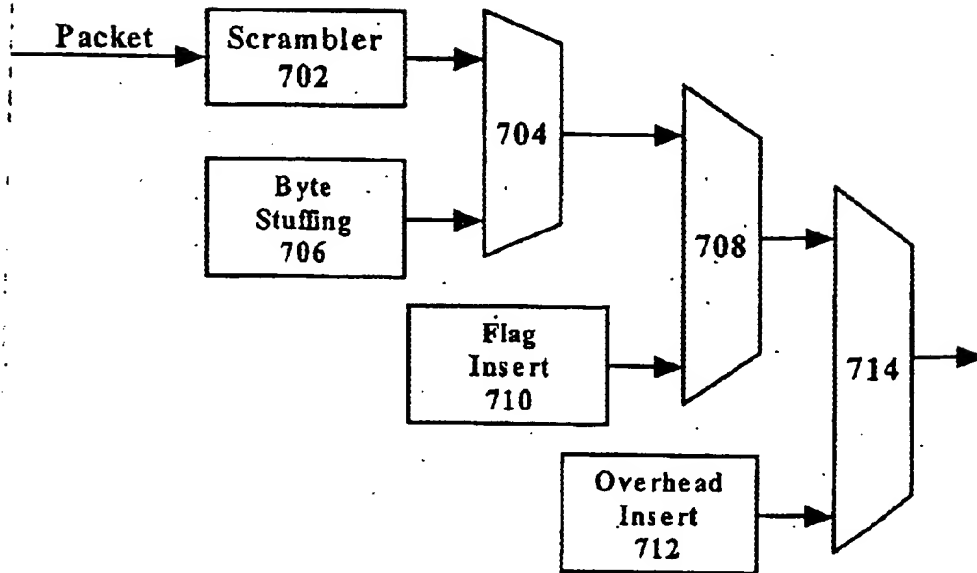 Packet
Scrambler
702
704
Byte
Stuffing
706
708
Flag
Insert
710
714
Overhead
Insert
712